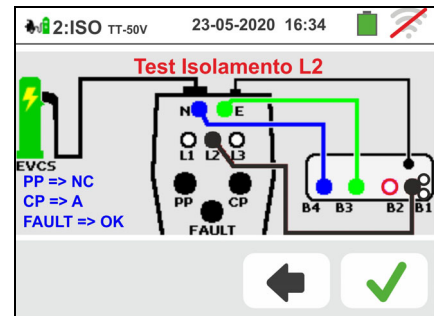 2:ISO TT-50V 23-05-2020 16:34
Test Isolamento L2
N E
L1 L2 L3
EVCS
PP => NC
CP => A
FAULT => OK
PP CP
FAULT
B4 B3 B2 B1